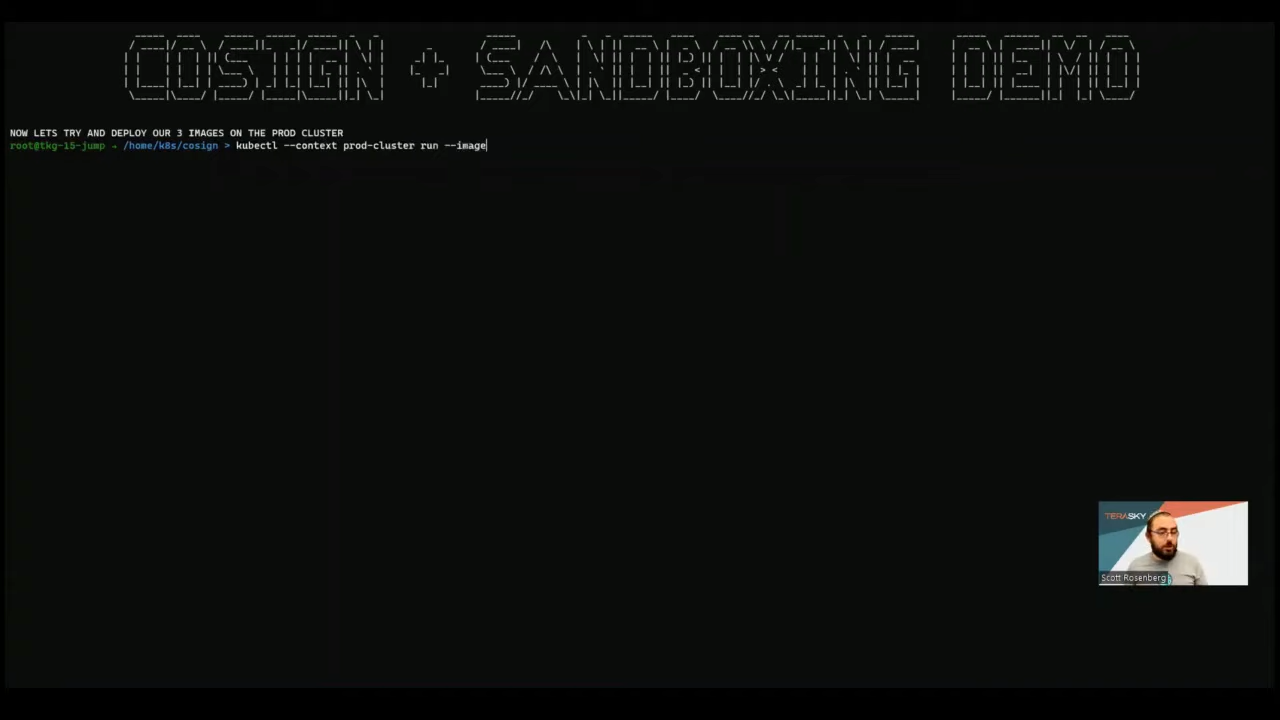 COSIGN + SANDBOXING DEMO
NOW LETS TRY AND DEPLOY OUR 3 IMAGES ON THE PROD CLUSTER
root@tkg-15-jump → /home/k8s/cosign > kubectl --context prod-cluster run --image
TERASKY
Scott Rosenberg